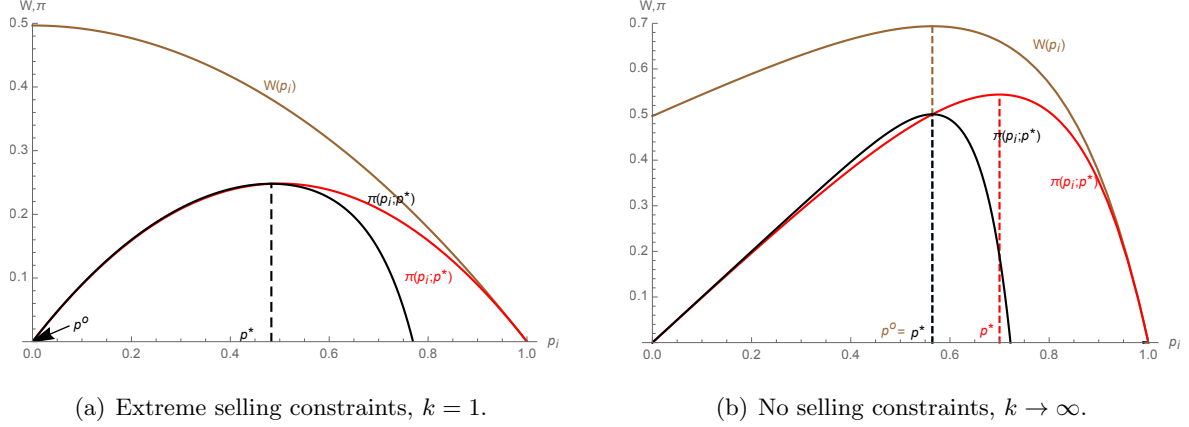 W,π
0.5
W(p_i)
0.4
0.3
π(p_i;p*)
0.2
π(p_i;p*)
0.1
p^o
p*
0.0 0.2 0.4 0.6 0.8 1.0 p_i
(a) Extreme selling constraints, k = 1.
W,π
0.7
W(p_i)
0.6
0.5
π(p_i;p*)
0.4
π(p_i;p*)
0.3
0.2
0.1
p^o = p* p*
0.0 0.2 0.4 0.6 0.8 1.0 p_i
(b) No selling constraints, k → ∞.